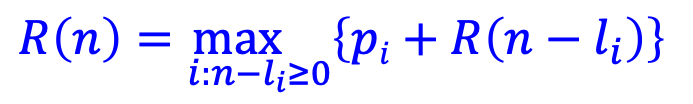 R(n) = max_{i:n−l_i≥0} {p_i + R(n − l_i)}